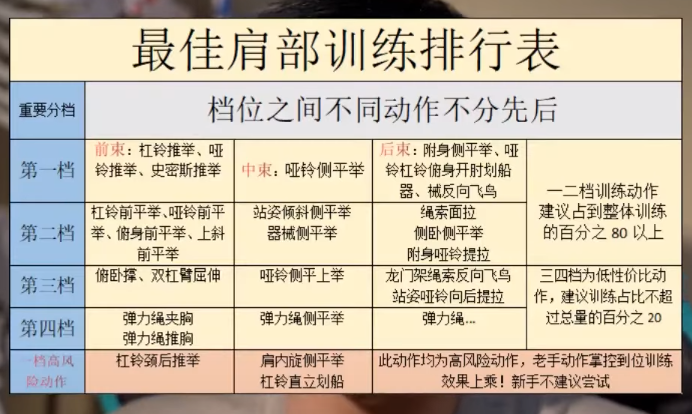 最佳肩部训练排行表
重要分档
档位之间不同动作不分先后
第一档
前束：杠铃推举、哑
铃推举、史密斯推举
中束：哑铃侧平举
后束：附身侧平举、哑
铃杠铃俯身开肘划船
器、械反向飞鸟
一二档训练动作
建议占到整体训练
的百分之 80 以上
第二档
杠铃前平举、哑铃前平
举、俯身前平举、上斜
前平举
站姿倾斜侧平举
器械侧平举
绳索面拉
侧卧侧平举
附身哑铃提拉
第三档
俯卧撑、双杠臂屈伸
哑铃侧平上举
龙门架绳索反向飞鸟
站姿哑铃向后提拉
三四档为低性价比动
作，建议训练占比不超
过总量的百分之 20
第四档
弹力绳夹胸
弹力绳推胸
弹力绳侧平举
弹力绳...
一档高风
险动作
杠铃颈后推举
肩内旋侧平举
杠铃直立划船
此动作均为高风险动作，老手动作掌控到位训练
效果上乘！新手不建议尝试